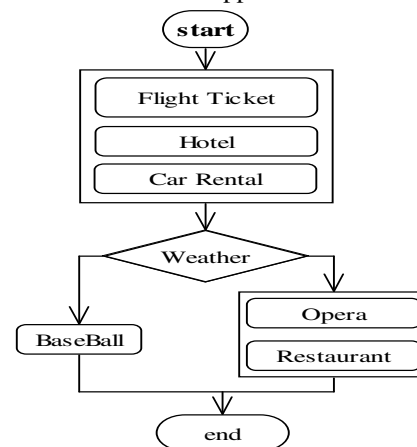 start
Flight Ticket
Hotel
Car Rental
Weather
BaseBall
Opera
Restaurant
end